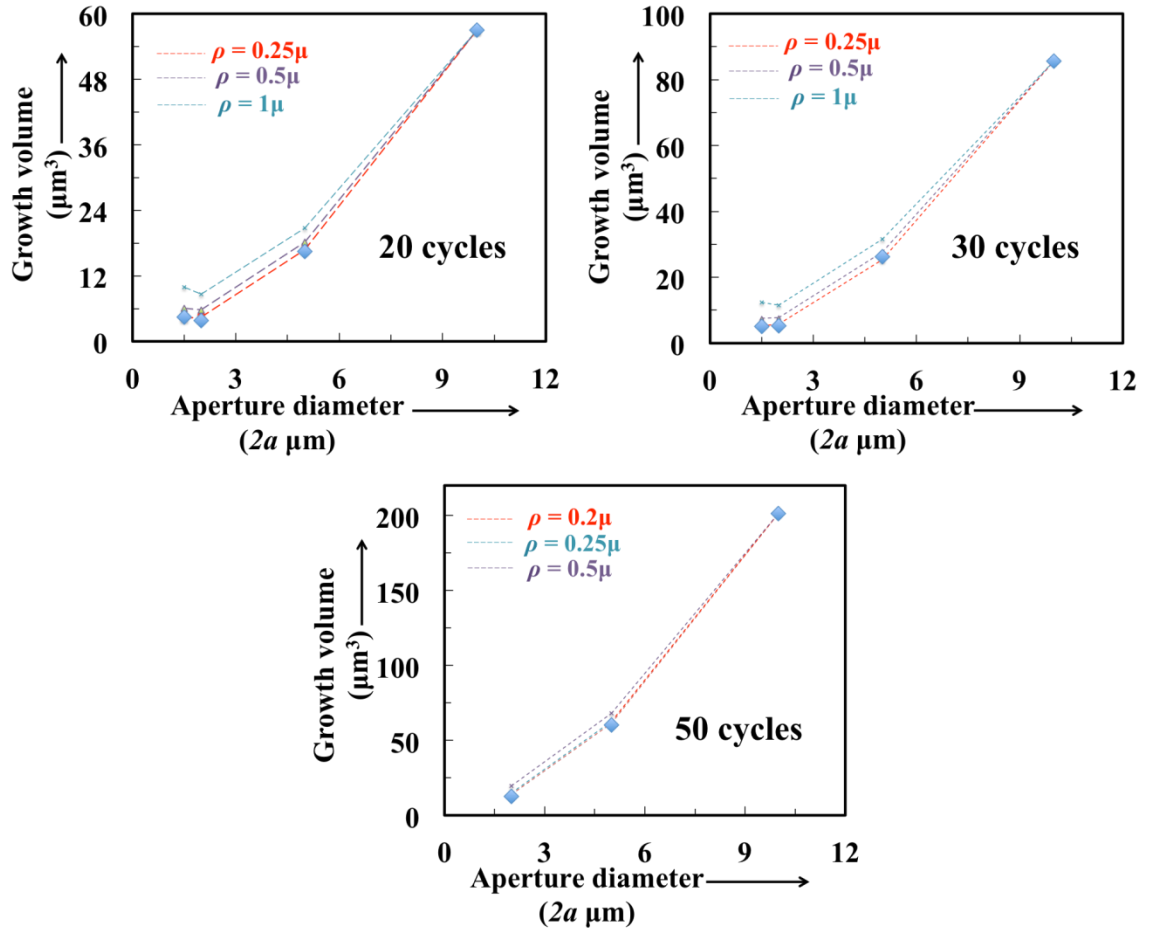 60
48
36
24
12
0
Growth volume
(μm³)
ρ = 0.25μ
ρ = 0.5μ
ρ = 1μ
20 cycles
0 3 6 9 12
Aperture diameter
(2a μm)
100
80
60
40
20
0
Growth volume
(μm³)
ρ = 0.25μ
ρ = 0.5μ
ρ = 1μ
30 cycles
0 3 6 9 12
Aperture diameter
(2a μm)
200
150
100
50
0
Growth volume
(μm³)
ρ = 0.2μ
ρ = 0.25μ
ρ = 0.5μ
50 cycles
0 3 6 9 12
Aperture diameter
(2a μm)